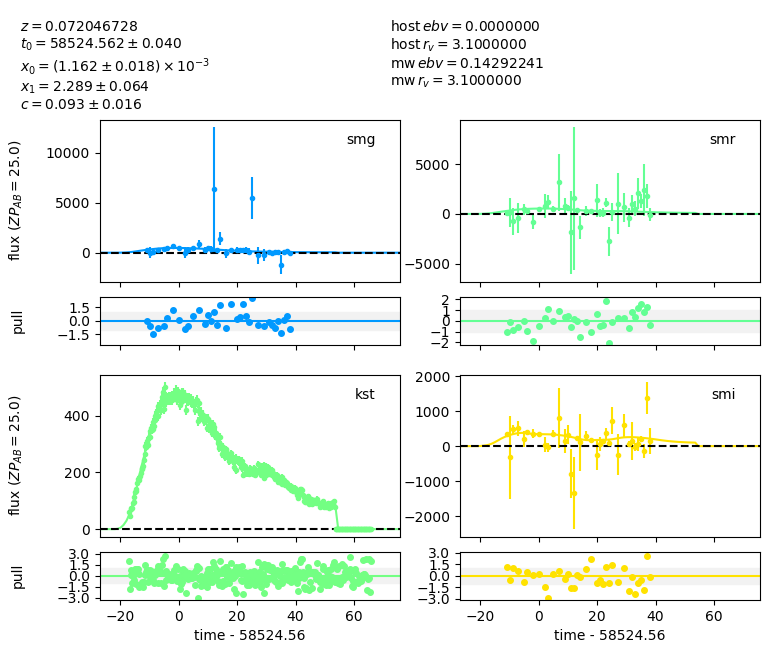 z = 0.072046728
t₀ = 58524.562 ± 0.040
x₀ = (1.162 ± 0.018) × 10⁻³
x₁ = 2.289 ± 0.064
c = 0.093 ± 0.016
host ebv = 0.0000000
host r_v = 3.1000000
mw ebv = 0.14292241
mw r_v = 3.1000000
flux (ZP_AB = 25.0)
10000
5000
0
smg
5000
0
−5000
smr
pull
1.5
0.0
−1.5
2
1
0
−1
−2
flux (ZP_AB = 25.0)
400
200
0
kst
2000
1000
0
−1000
−2000
smi
pull
3.0
1.5
0.0
−1.5
−3.0
3.0
1.5
0.0
−1.5
−3.0
−20 0 20 40 60
−20 0 20 40 60
time - 58524.56
time - 58524.56